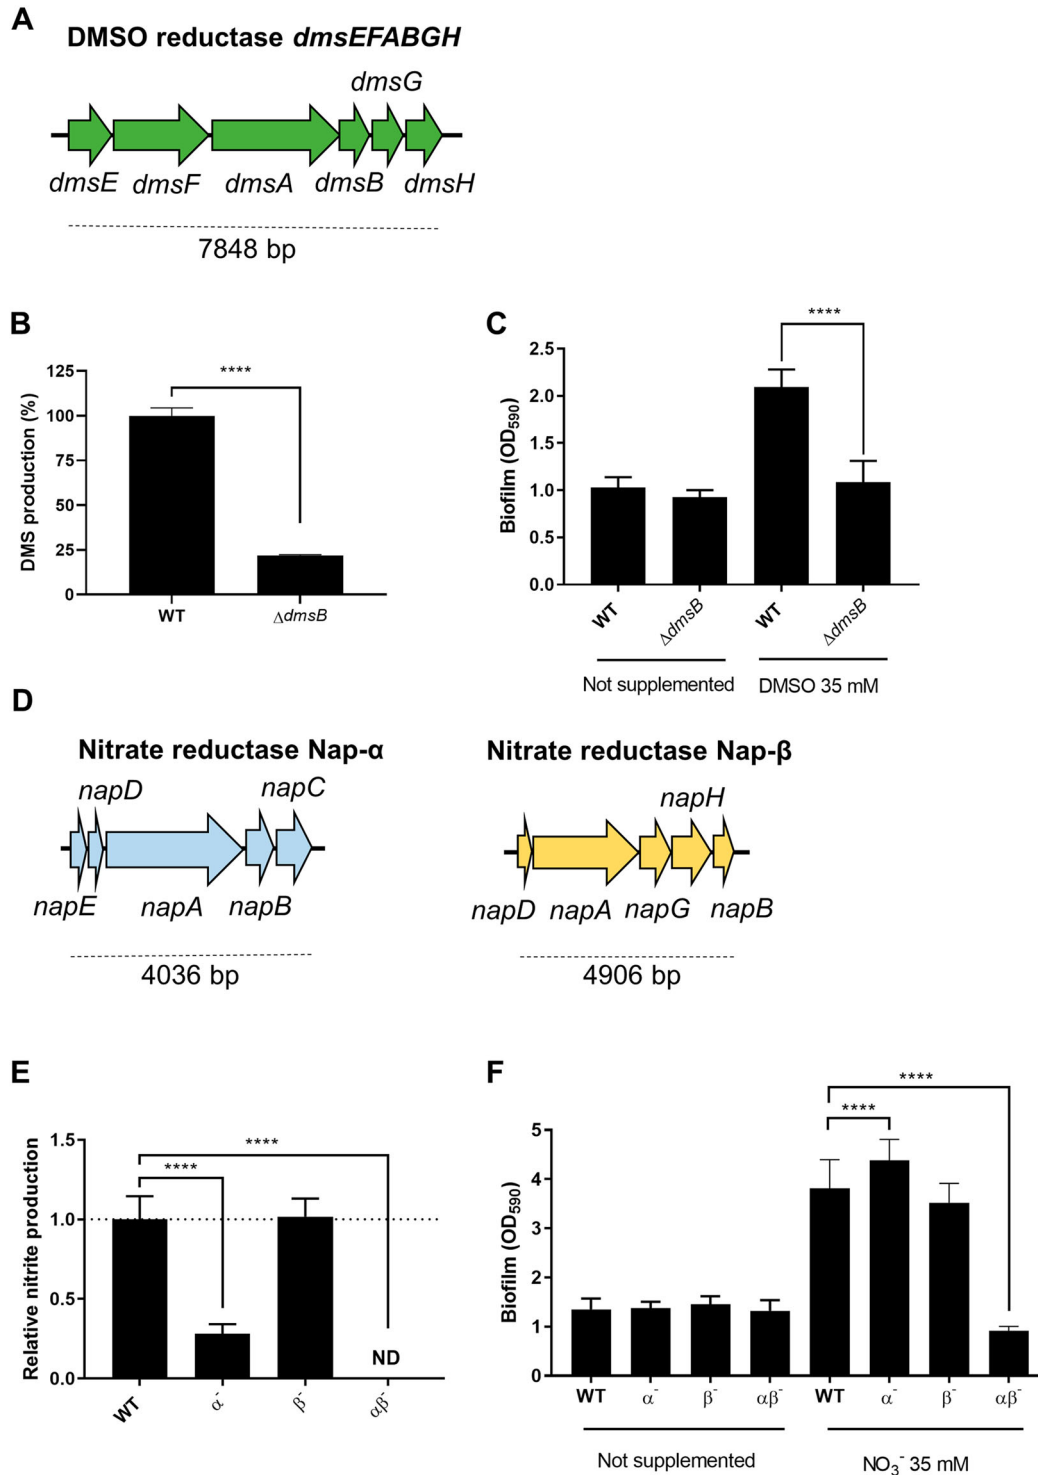 A
DMSO reductase dmsEFABGH
dmsG
dmsE dmsF dmsA dmsB dmsH
7848 bp
B
DMS production (%)
125
100
75
50
25
0
****
WT ΔdmsB
C
Biofilm (OD590)
2.5
2.0
1.5
1.0
0.5
0.0
****
WT ΔdmsB WT ΔdmsB
Not supplemented DMSO 35 mM
D
Nitrate reductase Nap-α
napD napC
napE napA napB
4036 bp
Nitrate reductase Nap-β
napH
napD napA napG napB
4906 bp
E
Relative nitrite production
1.5
1.0
0.5
0.0
****
****
ND
WT α- β- αβ-
F
Biofilm (OD590)
5
4
3
2
1
0
****
****
WT α- β- αβ- WT α- β- αβ-
Not supplemented NO3- 35 mM